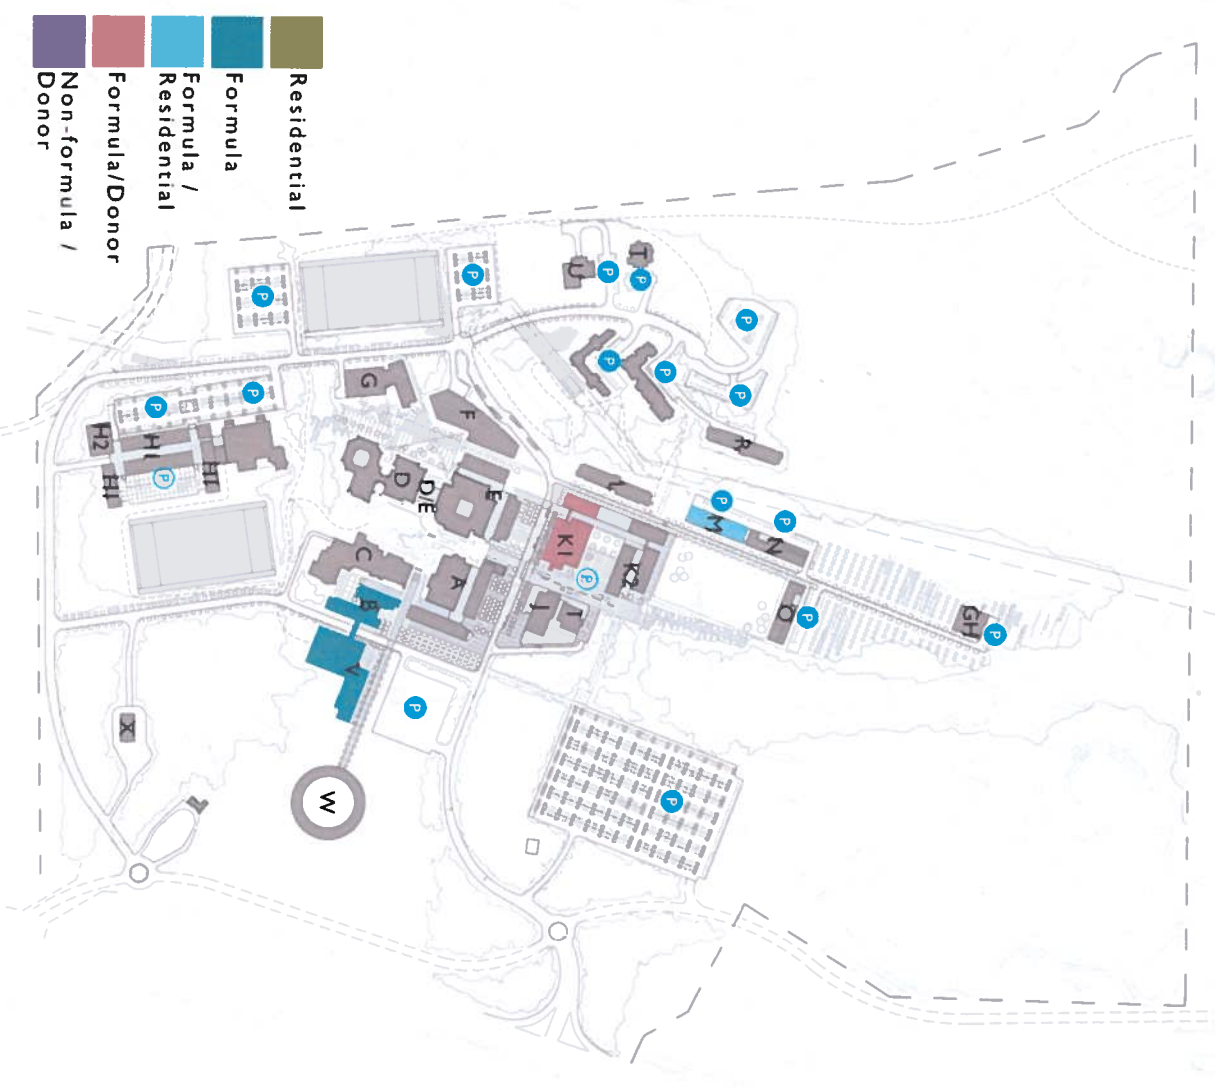 Residential
Formula
Formula /
Residential
Formula/Donor
Non-formula /
Donor
T
P
U
P
P
P
P
P
P
P
P
G
F
P
P
R
H2
H1
H1
H1
P
D
D/E
E
P
M
P
N
K1
K2
P
C
A
B
J
I
O
P
GH
P
V
P
X
W
P